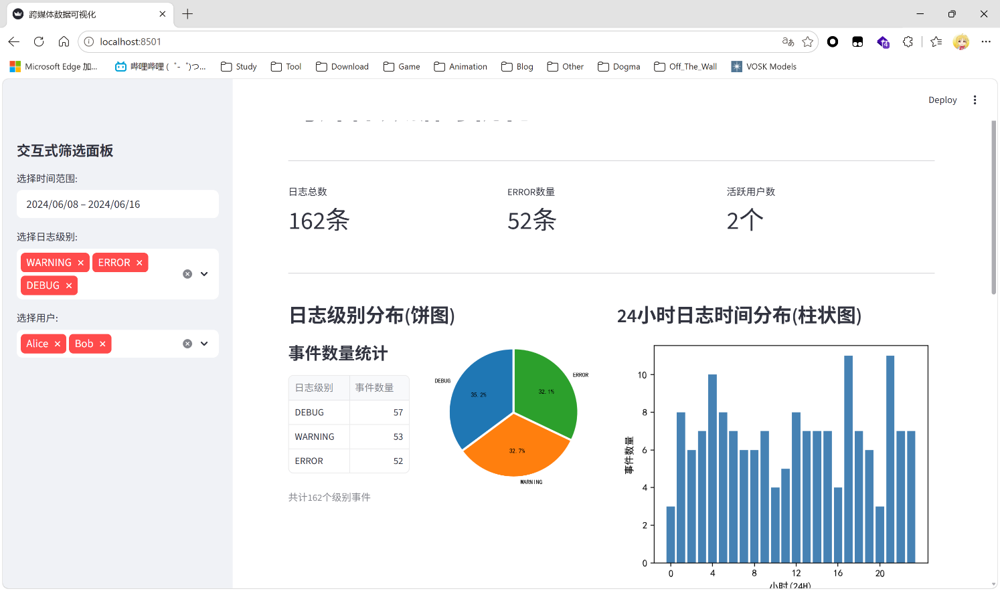 跨媒体数据可视化
localhost:8501
Microsoft Edge 加...
哔哩哔哩 ( ゜- ゜)つ...
Study
Tool
Download
Game
Animation
Blog
Other
Dogma
Off_The_Wall
VOSK Models
Deploy
交互式筛选面板
选择时间范围:
2024/06/08 – 2024/06/16
选择日志级别:
WARNING
ERROR
DEBUG
选择用户:
Alice
Bob
日志总数
162条
ERROR数量
52条
活跃用户数
2个
日志级别分布(饼图)
事件数量统计
日志级别 事件数量
DEBUG 57
WARNING 53
ERROR 52
共计162个级别事件
DEBUG
35.2%
ERROR
32.1%
32.7%
WARNING
24小时日志时间分布(柱状图)
事件数量
10
8
6
4
2
0
0 4 8 12 16 20
小时(24H)